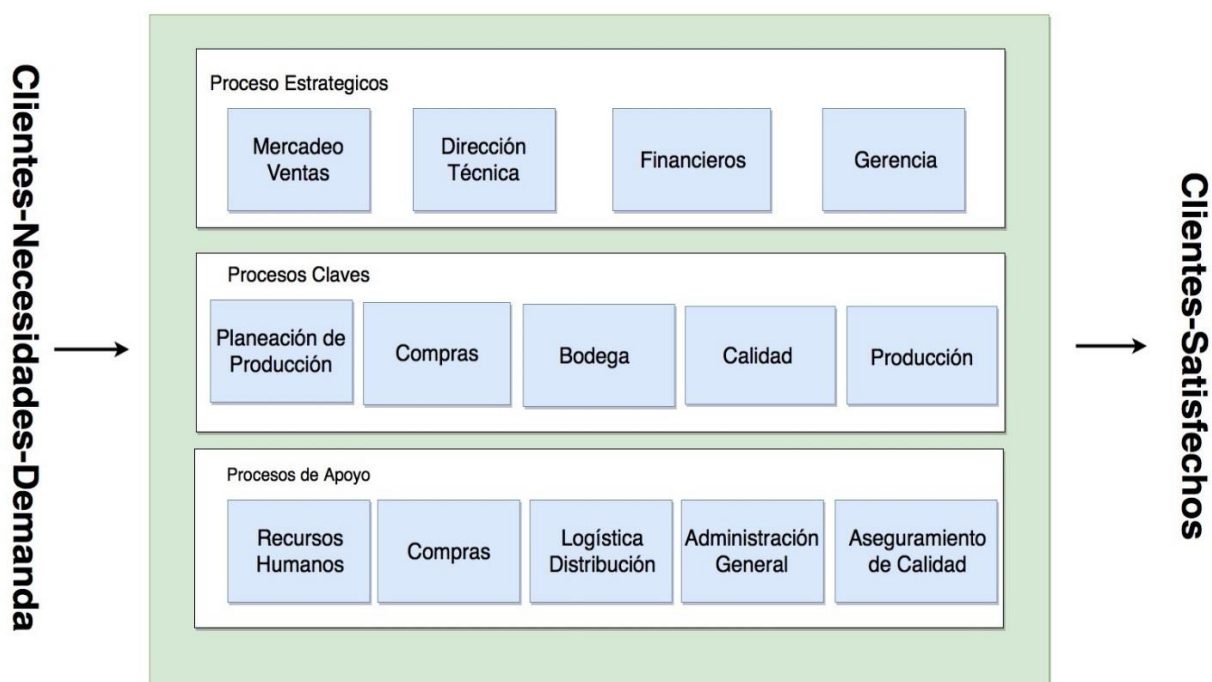 Clientes-Necesidades-Demanda
Proceso Estrategicos
Mercadeo
Ventas
Dirección
Técnica
Financieros
Gerencia
Procesos Claves
Planeación de
Producción
Compras
Bodega
Calidad
Producción
Procesos de Apoyo
Recursos
Humanos
Compras
Logística
Distribución
Administración
General
Aseguramiento
de Calidad
Clientes-Satisfechos